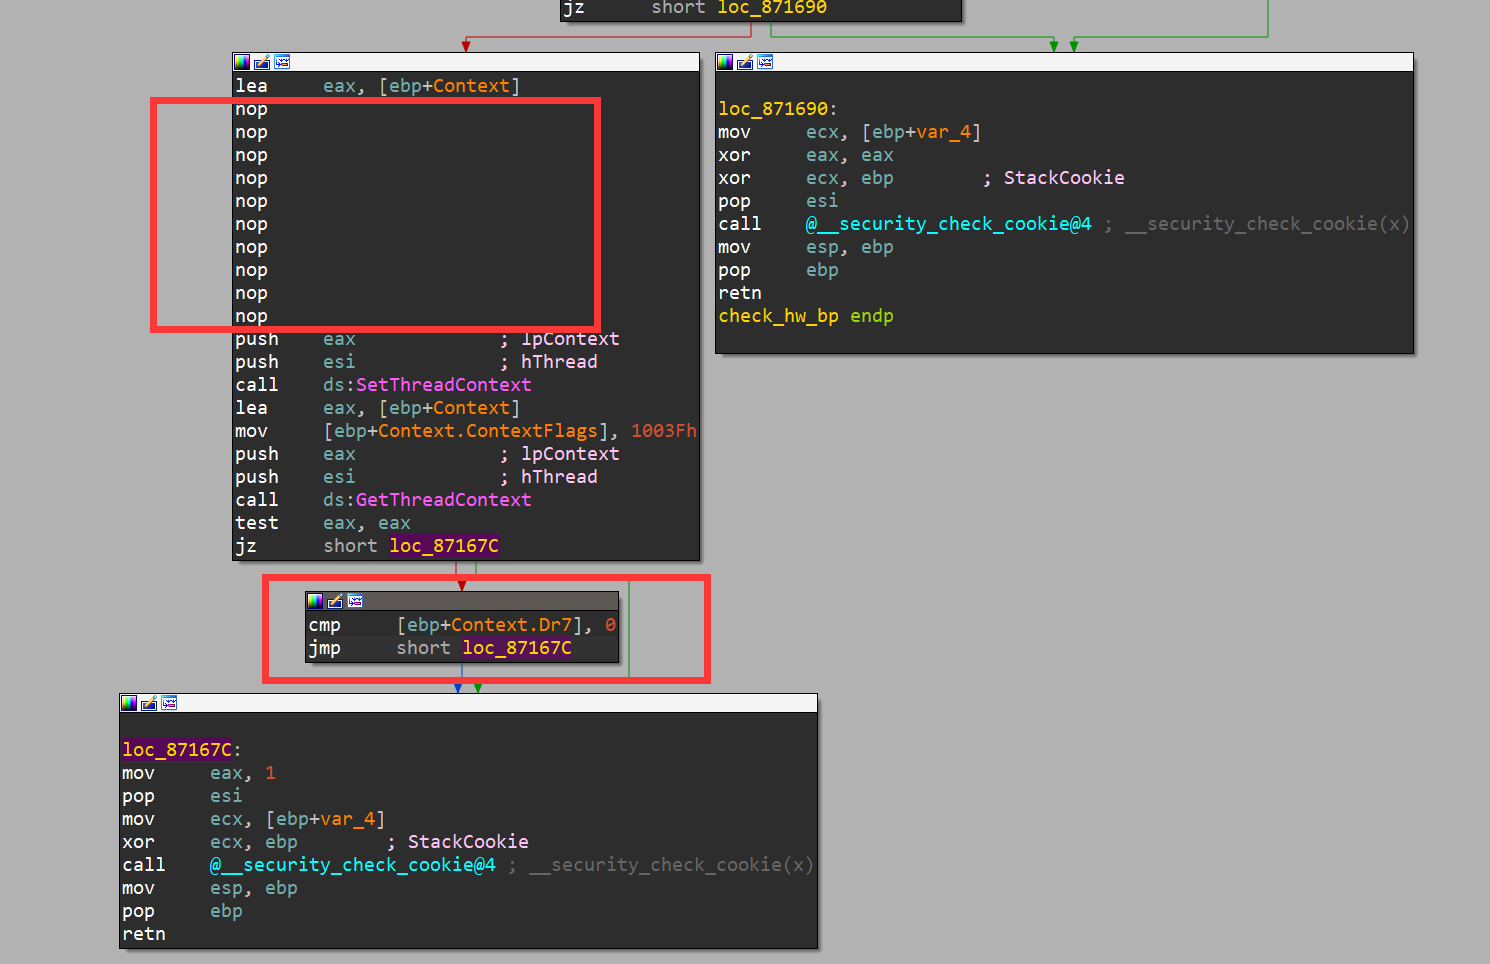 jz short loc_871690
lea eax, [ebp+Context]
nop
nop
nop
nop
nop
nop
nop
nop
nop
nop
push eax ; lpContext
push esi ; hThread
call ds:SetThreadContext
lea eax, [ebp+Context]
mov [ebp+Context.ContextFlags], 1003Fh
push eax ; lpContext
push esi ; hThread
call ds:GetThreadContext
test eax, eax
jz short loc_87167C
loc_871690:
mov ecx, [ebp+var_4]
xor eax, eax
xor ecx, ebp ; StackCookie
pop esi
call @__security_check_cookie@4 ; __security_check_cookie(x)
mov esp, ebp
pop ebp
retn
check_hw_bp endp
cmp [ebp+Context.Dr7], 0
jmp short loc_87167C
loc_87167C:
mov eax, 1
pop esi
mov ecx, [ebp+var_4]
xor ecx, ebp ; StackCookie
call @__security_check_cookie@4 ; __security_check_cookie(x)
mov esp, ebp
pop ebp
retn